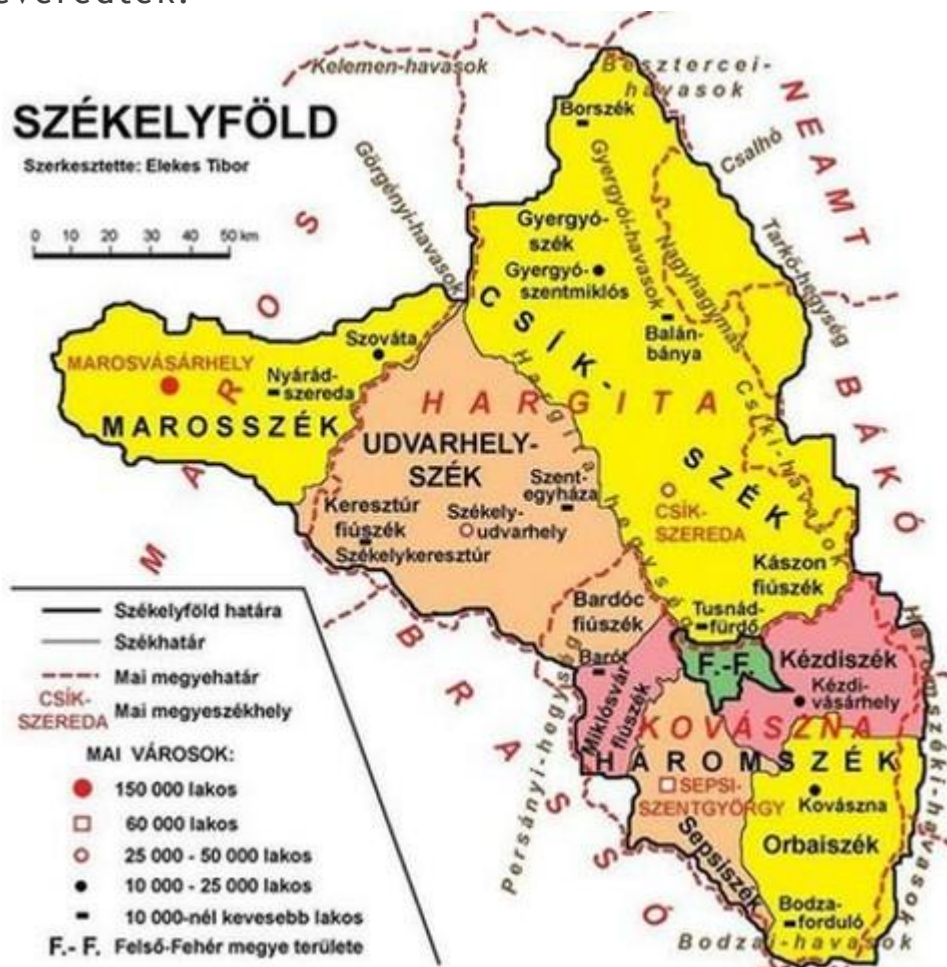 SZÉKELYFÖLD
Szerkesztette: Elekes Tibor
0 10 20 30 40 50 km
Kelemen-havasok
Besztercei-
havasok
NEAMT
Borszék
Csalhó
Görgényi-havasok
Gyergyói-havasok
Gyergyó-
szék
Gyergyó-
szentmiklós
Nagyhagymás
Tarkő-hegység
Balán-
bánya
CSÍK-
SZÉK
MAROS
Szováta
MAROSVÁSÁRHELY
Nyárád-
szereda
MAROSSZÉK
HARGITA
Hargita hegység
Csíki-havasok
BÁKÓ
UDVARHELY-
SZÉK
Szent-
egyháza
Keresztúr
fiúszék
Székely-
udvarhely
Székelykeresztúr
CSÍK-
SZEREDA
Kászon
fiúszék
Bardóc
fiúszék
Tusnád-
fürdő
Barót
Miklósvár
fiúszék
F.-F.
Kézdiszék
Kézdi-
vásárhely
KOVÁSZNA
HÁROMSZÉK
Háromszéki-havasok
BRASSÓ
Persányi-hegység
SEPSI-
SZENTGYÖRGY
Sepsiszék
Kovászna
Orbaiszék
Bodza-
forduló
Bodzai-havasok
Székelyföld határa
Székhatár
Mai megyehatár
CSÍK-
SZEREDA
Mai megyeszékhely
MAI VÁROSOK:
150 000 lakos
60 000 lakos
25 000 - 50 000 lakos
10 000 - 25 000 lakos
10 000-nél kevesebb lakos
F.- F. Felső-Fehér megye területe